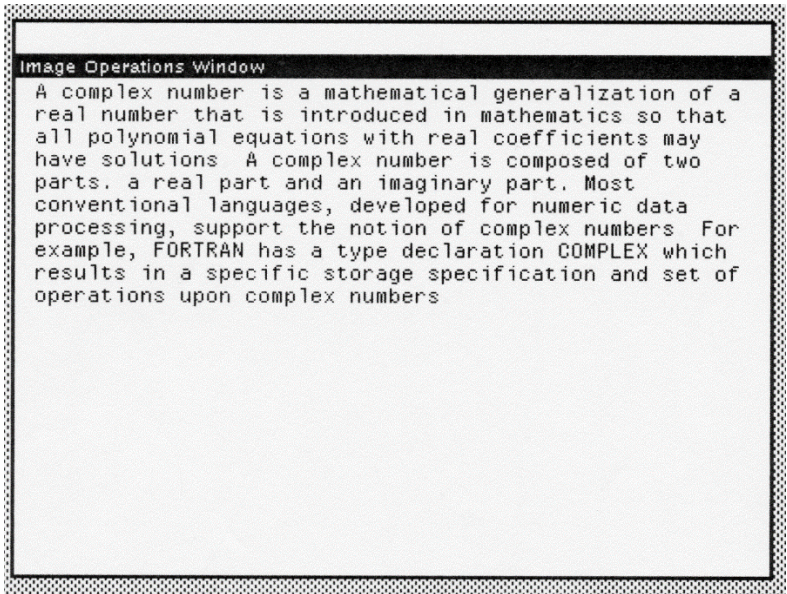 Image Operations Window
A complex number is a mathematical generalization of a
real number that is introduced in mathematics so that
all polynomial equations with real coefficients may
have solutions  A complex number is composed of two
parts. a real part and an imaginary part. Most
conventional languages, developed for numeric data
processing, support the notion of complex numbers  For
example, FORTRAN has a type declaration COMPLEX which
results in a specific storage specification and set of
operations upon complex numbers